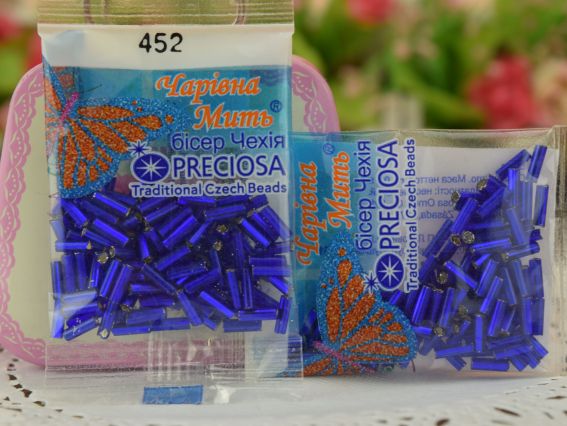 452
Чарівна
Мить®
бісер Чехія
PRECIOSA
Traditional Czech Beads
Чарівна
Мить
бісер Чехія
PRECIOSA
Traditional Czech Beads